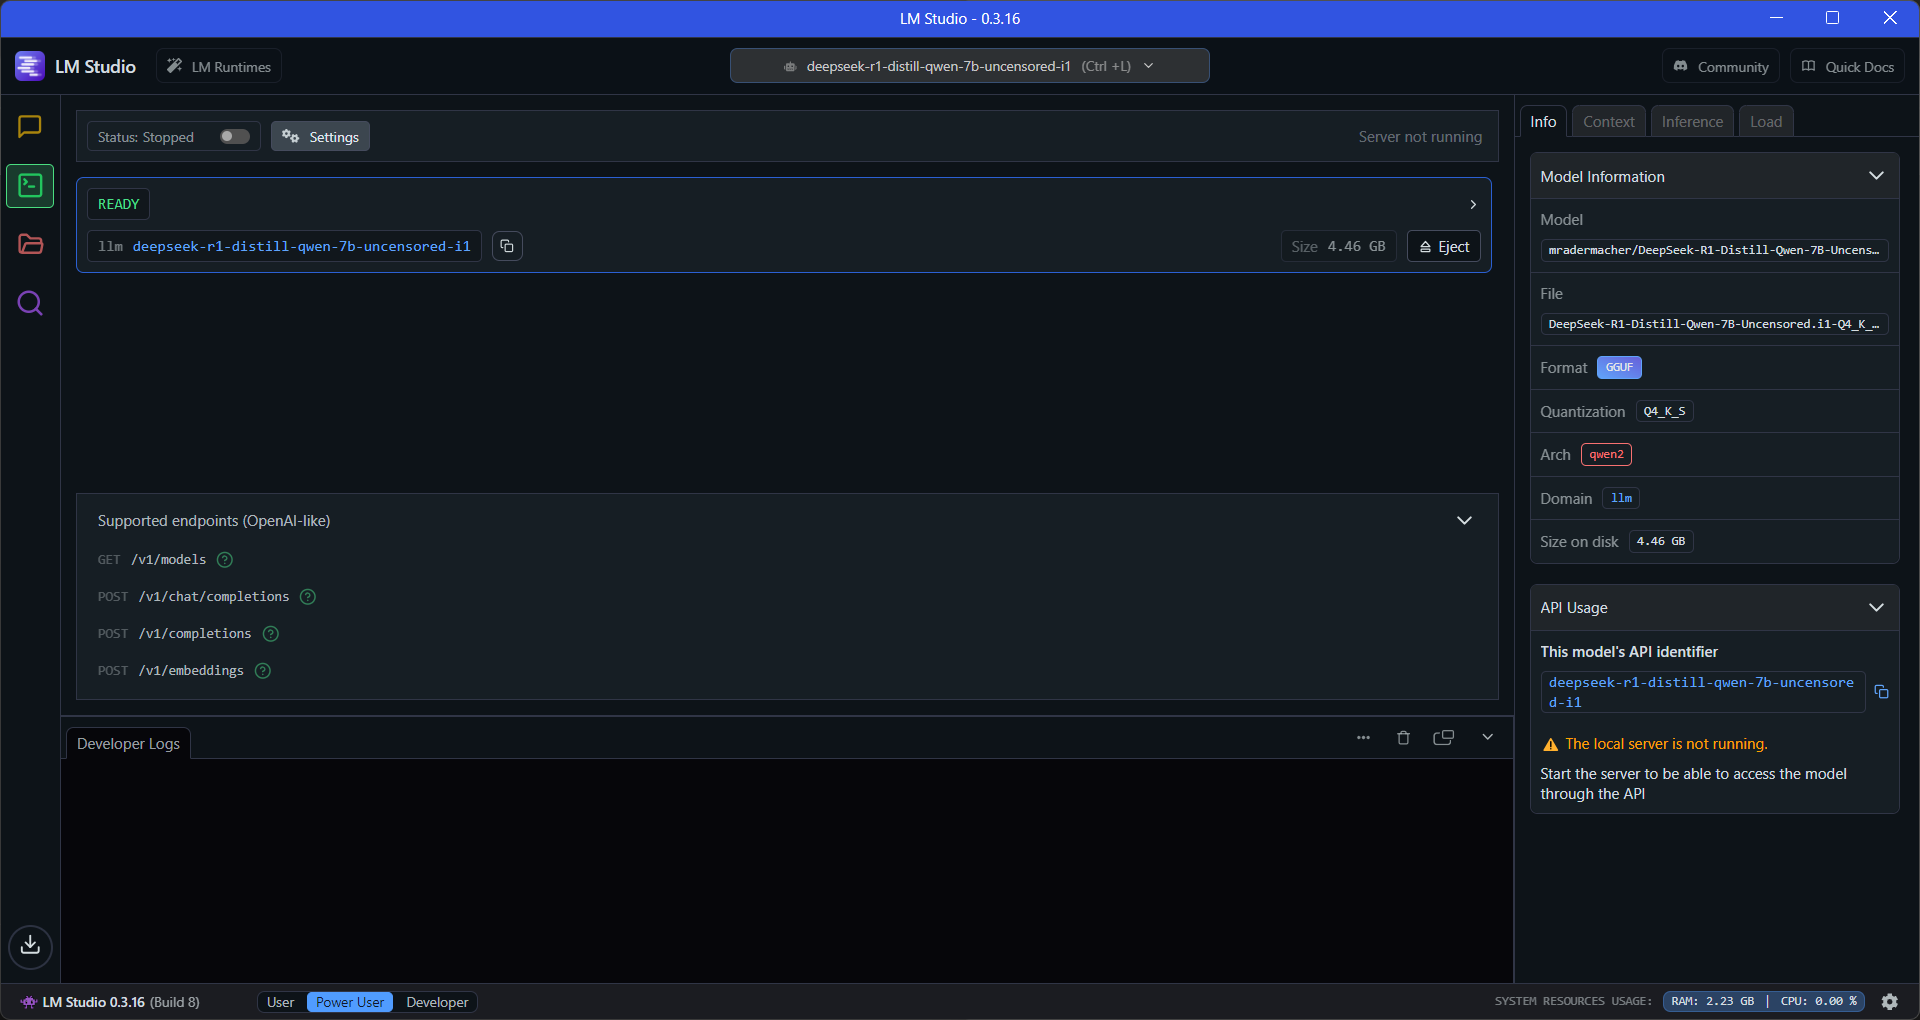 LM Studio - 0.3.16
LM Studio
LM Runtimes
deepseek-r1-distill-qwen-7b-uncensored-i1 (Ctrl +L)
Community
Quick Docs
Status: Stopped
Settings
Server not running
READY
llm deepseek-r1-distill-qwen-7b-uncensored-i1
Size 4.46 GB
Eject
Supported endpoints (OpenAI-like)
GET /v1/models ?
POST /v1/chat/completions ?
POST /v1/completions ?
POST /v1/embeddings ?
Developer Logs
Info
Context
Inference
Load
Model Information
Model
mradermacher/DeepSeek-R1-Distill-Qwen-7B-Uncens…
File
DeepSeek-R1-Distill-Qwen-7B-Uncensored.i1-Q4_K_…
Format GGUF
Quantization Q4_K_S
Arch qwen2
Domain llm
Size on disk 4.46 GB
API Usage
This model's API identifier
deepseek-r1-distill-qwen-7b-uncensore
d-i1
The local server is not running.
Start the server to be able to access the model
through the API
LM Studio 0.3.16 (Build 8)
User
Power User
Developer
SYSTEM RESOURCES USAGE:
RAM: 2.23 GB | CPU: 0.00 %